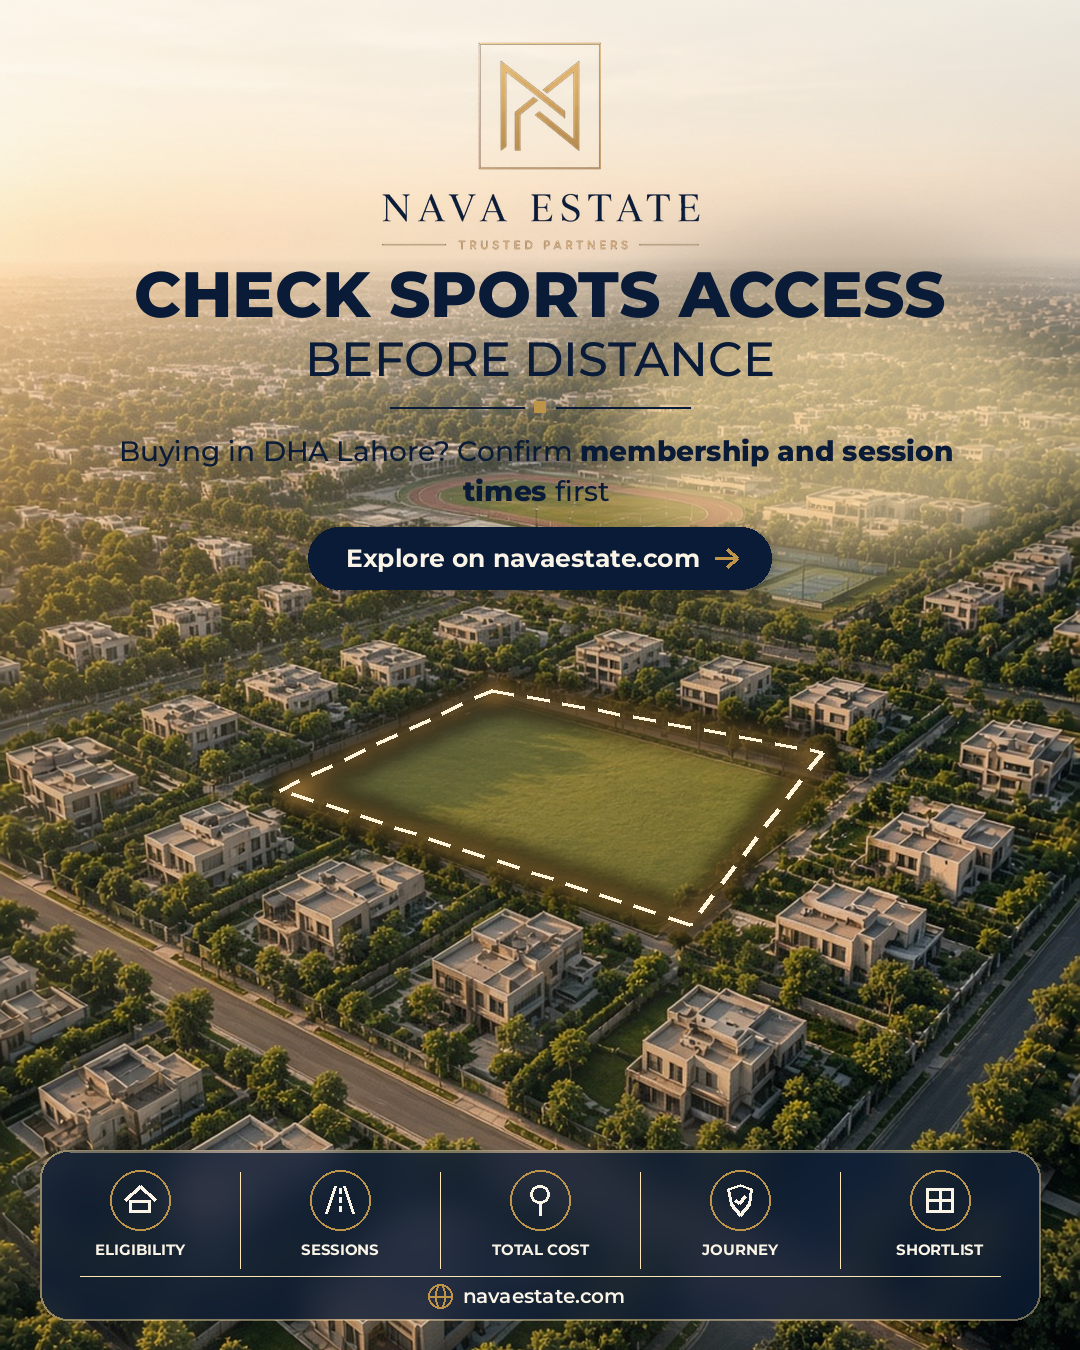 NAVA ESTATE
TRUSTED PARTNERS
CHECK SPORTS ACCESS
BEFORE DISTANCE
Buying in DHA Lahore? Confirm membership and session
times first
Explore on navaestate.com
ELIGIBILITY
SESSIONS
TOTAL COST
JOURNEY
SHORTLIST
navaestate.com